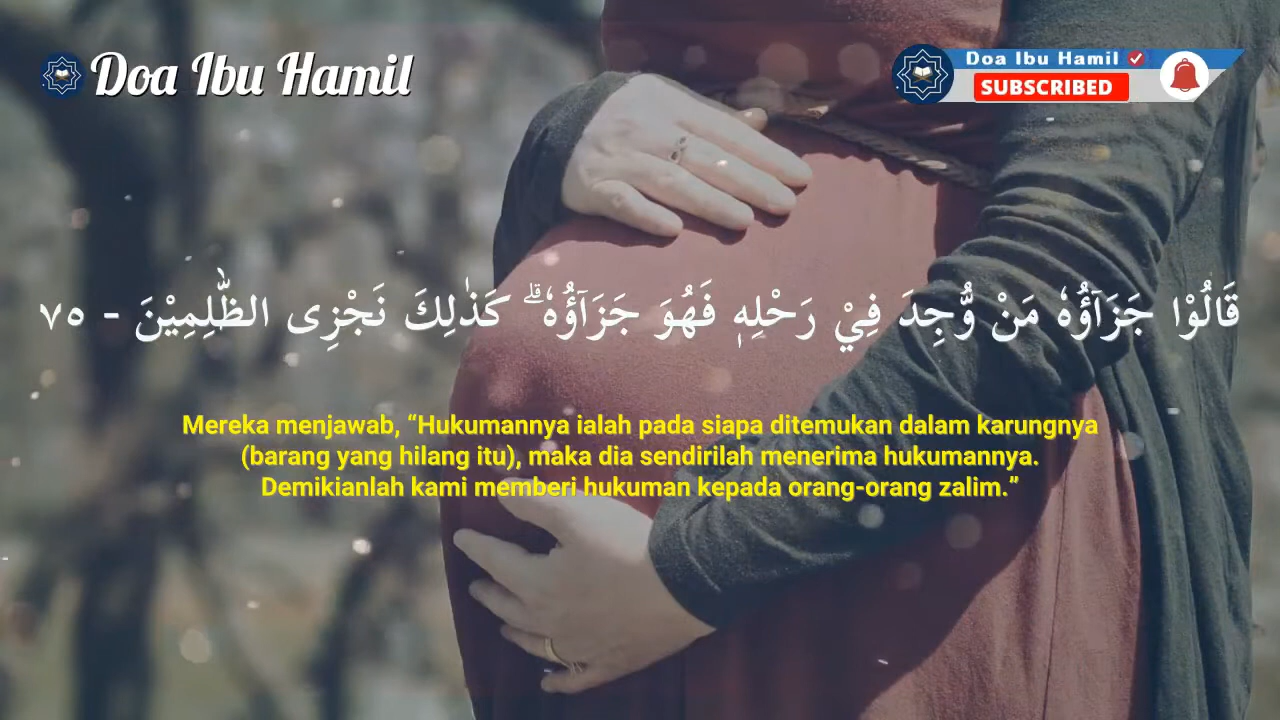 Doa Ibu Hamil
Doa Ibu Hamil
SUBSCRIBED
قَالُوْا جَزَاۤؤُهٗ مَنْ وُّجِدَ فِيْ رَحْلِهٖ فَهُوَ جَزَاۤؤُهٗ ۗ كَذٰلِكَ نَجْزِى الظّٰلِمِيْنَ - ٧٥
Mereka menjawab, “Hukumannya ialah pada siapa ditemukan dalam karungnya
(barang yang hilang itu), maka dia sendirilah menerima hukumannya.
Demikianlah kami memberi hukuman kepada orang-orang zalim.”